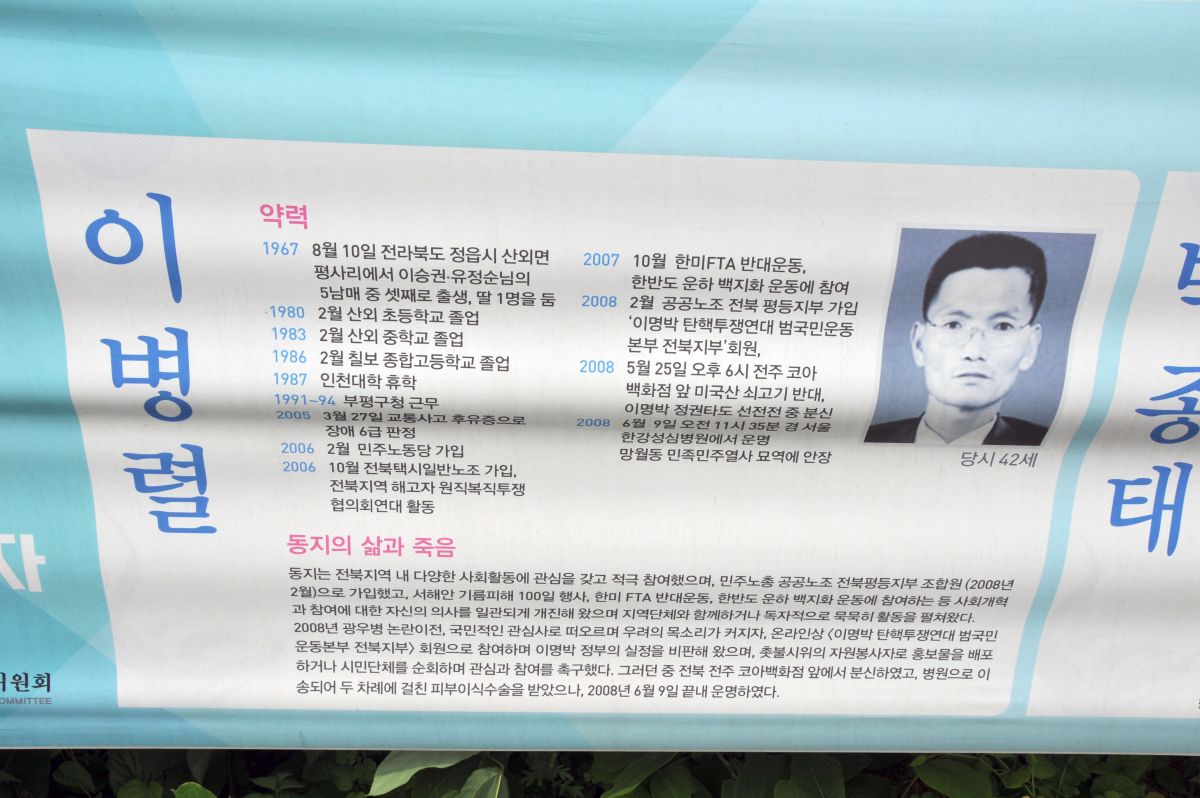 이병렬
약력
1967 8월 10일 전라북도 정읍시 산외면
평사리에서 이승권·유정순님의
5남매 중 셋째로 출생, 딸 1명을 둠
1980 2월 산외 초등학교 졸업
1983 2월 산외 중학교 졸업
1986 2월 칠보 종합고등학교 졸업
1987 인천대학 휴학
1991~94 부평구청 근무
2005 3월 27일 교통사고 후유증으로
장애 6급 판정
2006 2월 민주노동당 가입
2006 10월 전북택시일반노조 가입,
전북지역 해고자 원직복직투쟁
협의회연대 활동
2007 10월 한미FTA 반대운동,
한반도 운하 백지화 운동에 참여
2008 2월 공공노조 전북 평등지부 가입
'이명박 탄핵투쟁연대 범국민운동
본부 전북지부'회원,
2008 5월 25일 오후 6시 전주 코아
백화점 앞 미국산 쇠고기 반대,
이명박 정권타도 선전전 중 분신
2008 6월 9일 오전 11시 35분 경 서울
한강성심병원에서 운명
망월동 민족민주열사 묘역에 안장
당시 42세
동지의 삶과 죽음
동지는 전북지역 내 다양한 사회활동에 관심을 갖고 적극 참여했으며, 민주노총 공공노조 전북평등지부 조합원 (2008년
2월)으로 가입했고, 서해안 기름피해 100일 행사, 한미 FTA 반대운동, 한반도 운하 백지화 운동에 참여하는 등 사회개혁
과 참여에 대한 자신의 의사를 일관되게 개진해 왔으며 지역단체와 함께하거나 독자적으로 묵묵히 활동을 펼쳐왔다.
2008년 광우병 논란이전, 국민적인 관심사로 떠오르며 우려의 목소리가 커지자, 온라인상 <이명박 탄핵투쟁연대 범국민
운동본부 전북지부> 회원으로 참여하며 이명박 정부의 실정을 비판해 왔으며, 촛불시위의 자원봉사자로 홍보물을 배포
하거나 시민단체를 순회하며 관심과 참여를 촉구했다. 그러던 중 전북 전주 코아백화점 앞에서 분신하였고, 병원으로 이
송되어 두 차례에 걸친 피부이식수술을 받았으나, 2008년 6월 9일 끝내 운명하였다.
자
위원회
OMMITTEE
종태